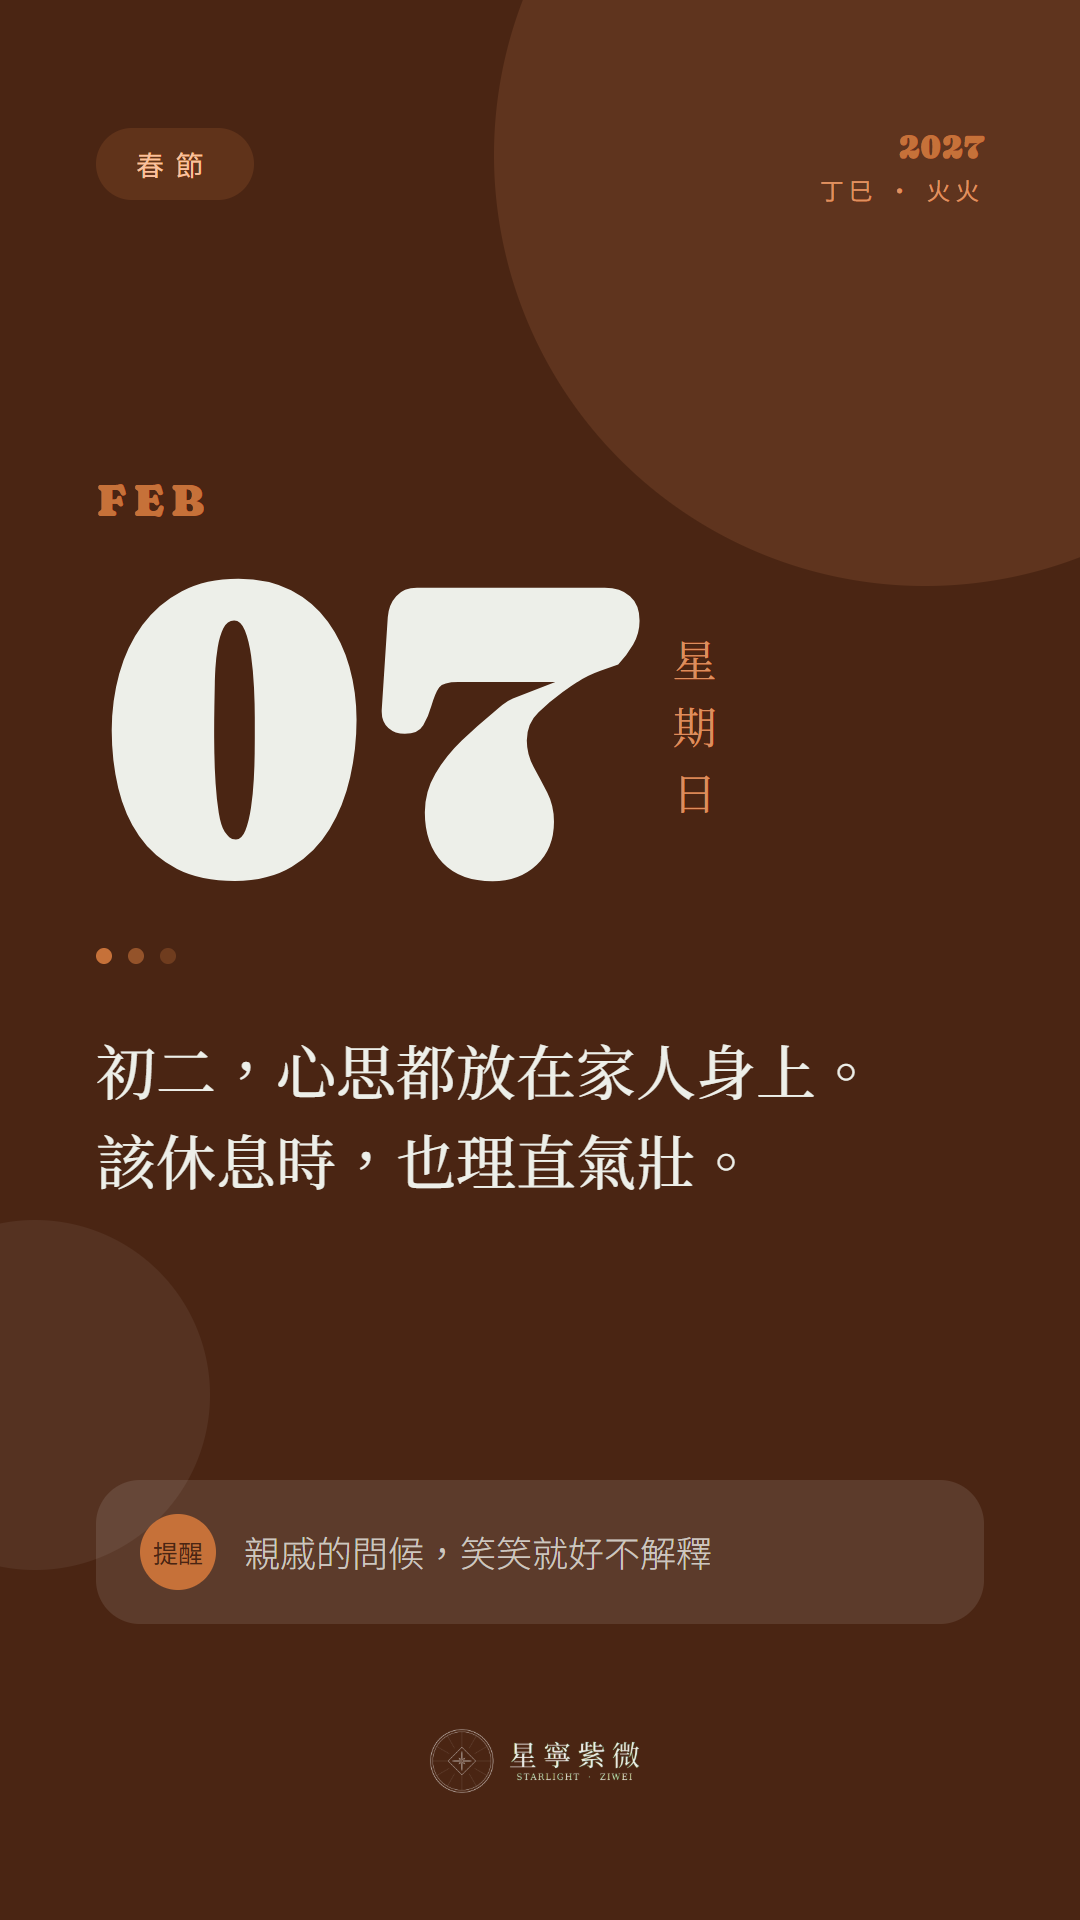 春節
2027
丁巳 · 火火
FEB
07
星期日
初二，心思都放在家人身上。
該休息時，也理直氣壯。
提醒
親戚的問候，笑笑就好不解釋
星寧紫微
STARLIGHT · ZIWEI